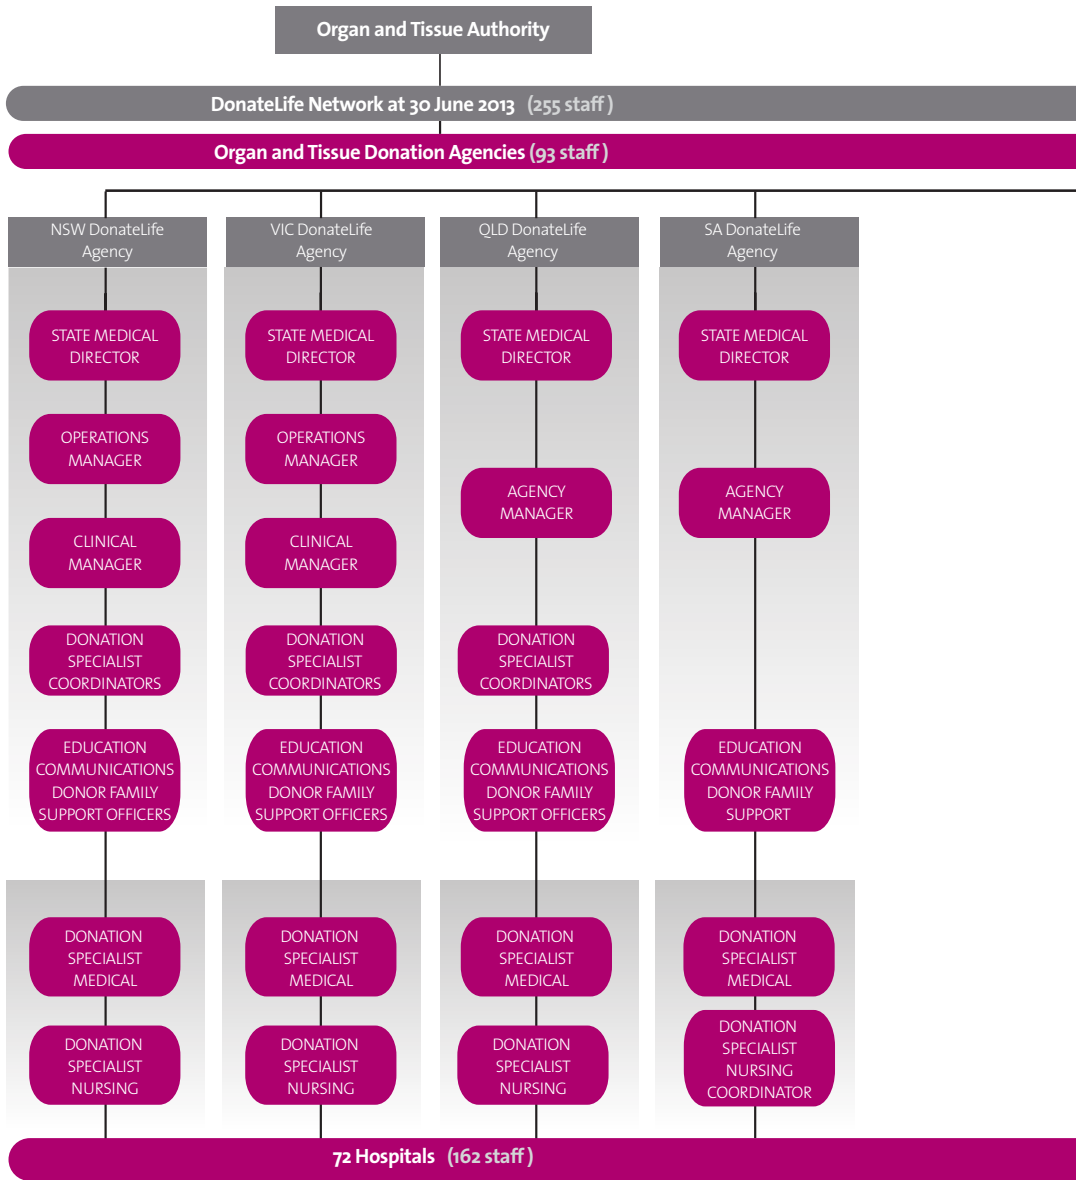 Organ and Tissue Authority
DonateLife Network at 30 June 2013 (255 staff )
Organ and Tissue Donation Agencies (93 staff )
NSW DonateLife
Agency
STATE MEDICAL
DIRECTOR
OPERATIONS
MANAGER
CLINICAL
MANAGER
DONATION
SPECIALIST
COORDINATORS
EDUCATION
COMMUNICATIONS
DONOR FAMILY
SUPPORT OFFICERS
DONATION
SPECIALIST
MEDICAL
DONATION
SPECIALIST
NURSING
VIC DonateLife
Agency
STATE MEDICAL
DIRECTOR
OPERATIONS
MANAGER
CLINICAL
MANAGER
DONATION
SPECIALIST
COORDINATORS
EDUCATION
COMMUNICATIONS
DONOR FAMILY
SUPPORT OFFICERS
DONATION
SPECIALIST
MEDICAL
DONATION
SPECIALIST
NURSING
QLD DonateLife
Agency
STATE MEDICAL
DIRECTOR
AGENCY
MANAGER
DONATION
SPECIALIST
COORDINATORS
EDUCATION
COMMUNICATIONS
DONOR FAMILY
SUPPORT OFFICERS
DONATION
SPECIALIST
MEDICAL
DONATION
SPECIALIST
NURSING
SA DonateLife
Agency
STATE MEDICAL
DIRECTOR
AGENCY
MANAGER
EDUCATION
COMMUNICATIONS
DONOR FAMILY
SUPPORT
DONATION
SPECIALIST
MEDICAL
DONATION
SPECIALIST
NURSING
COORDINATOR
72 Hospitals (162 staff )